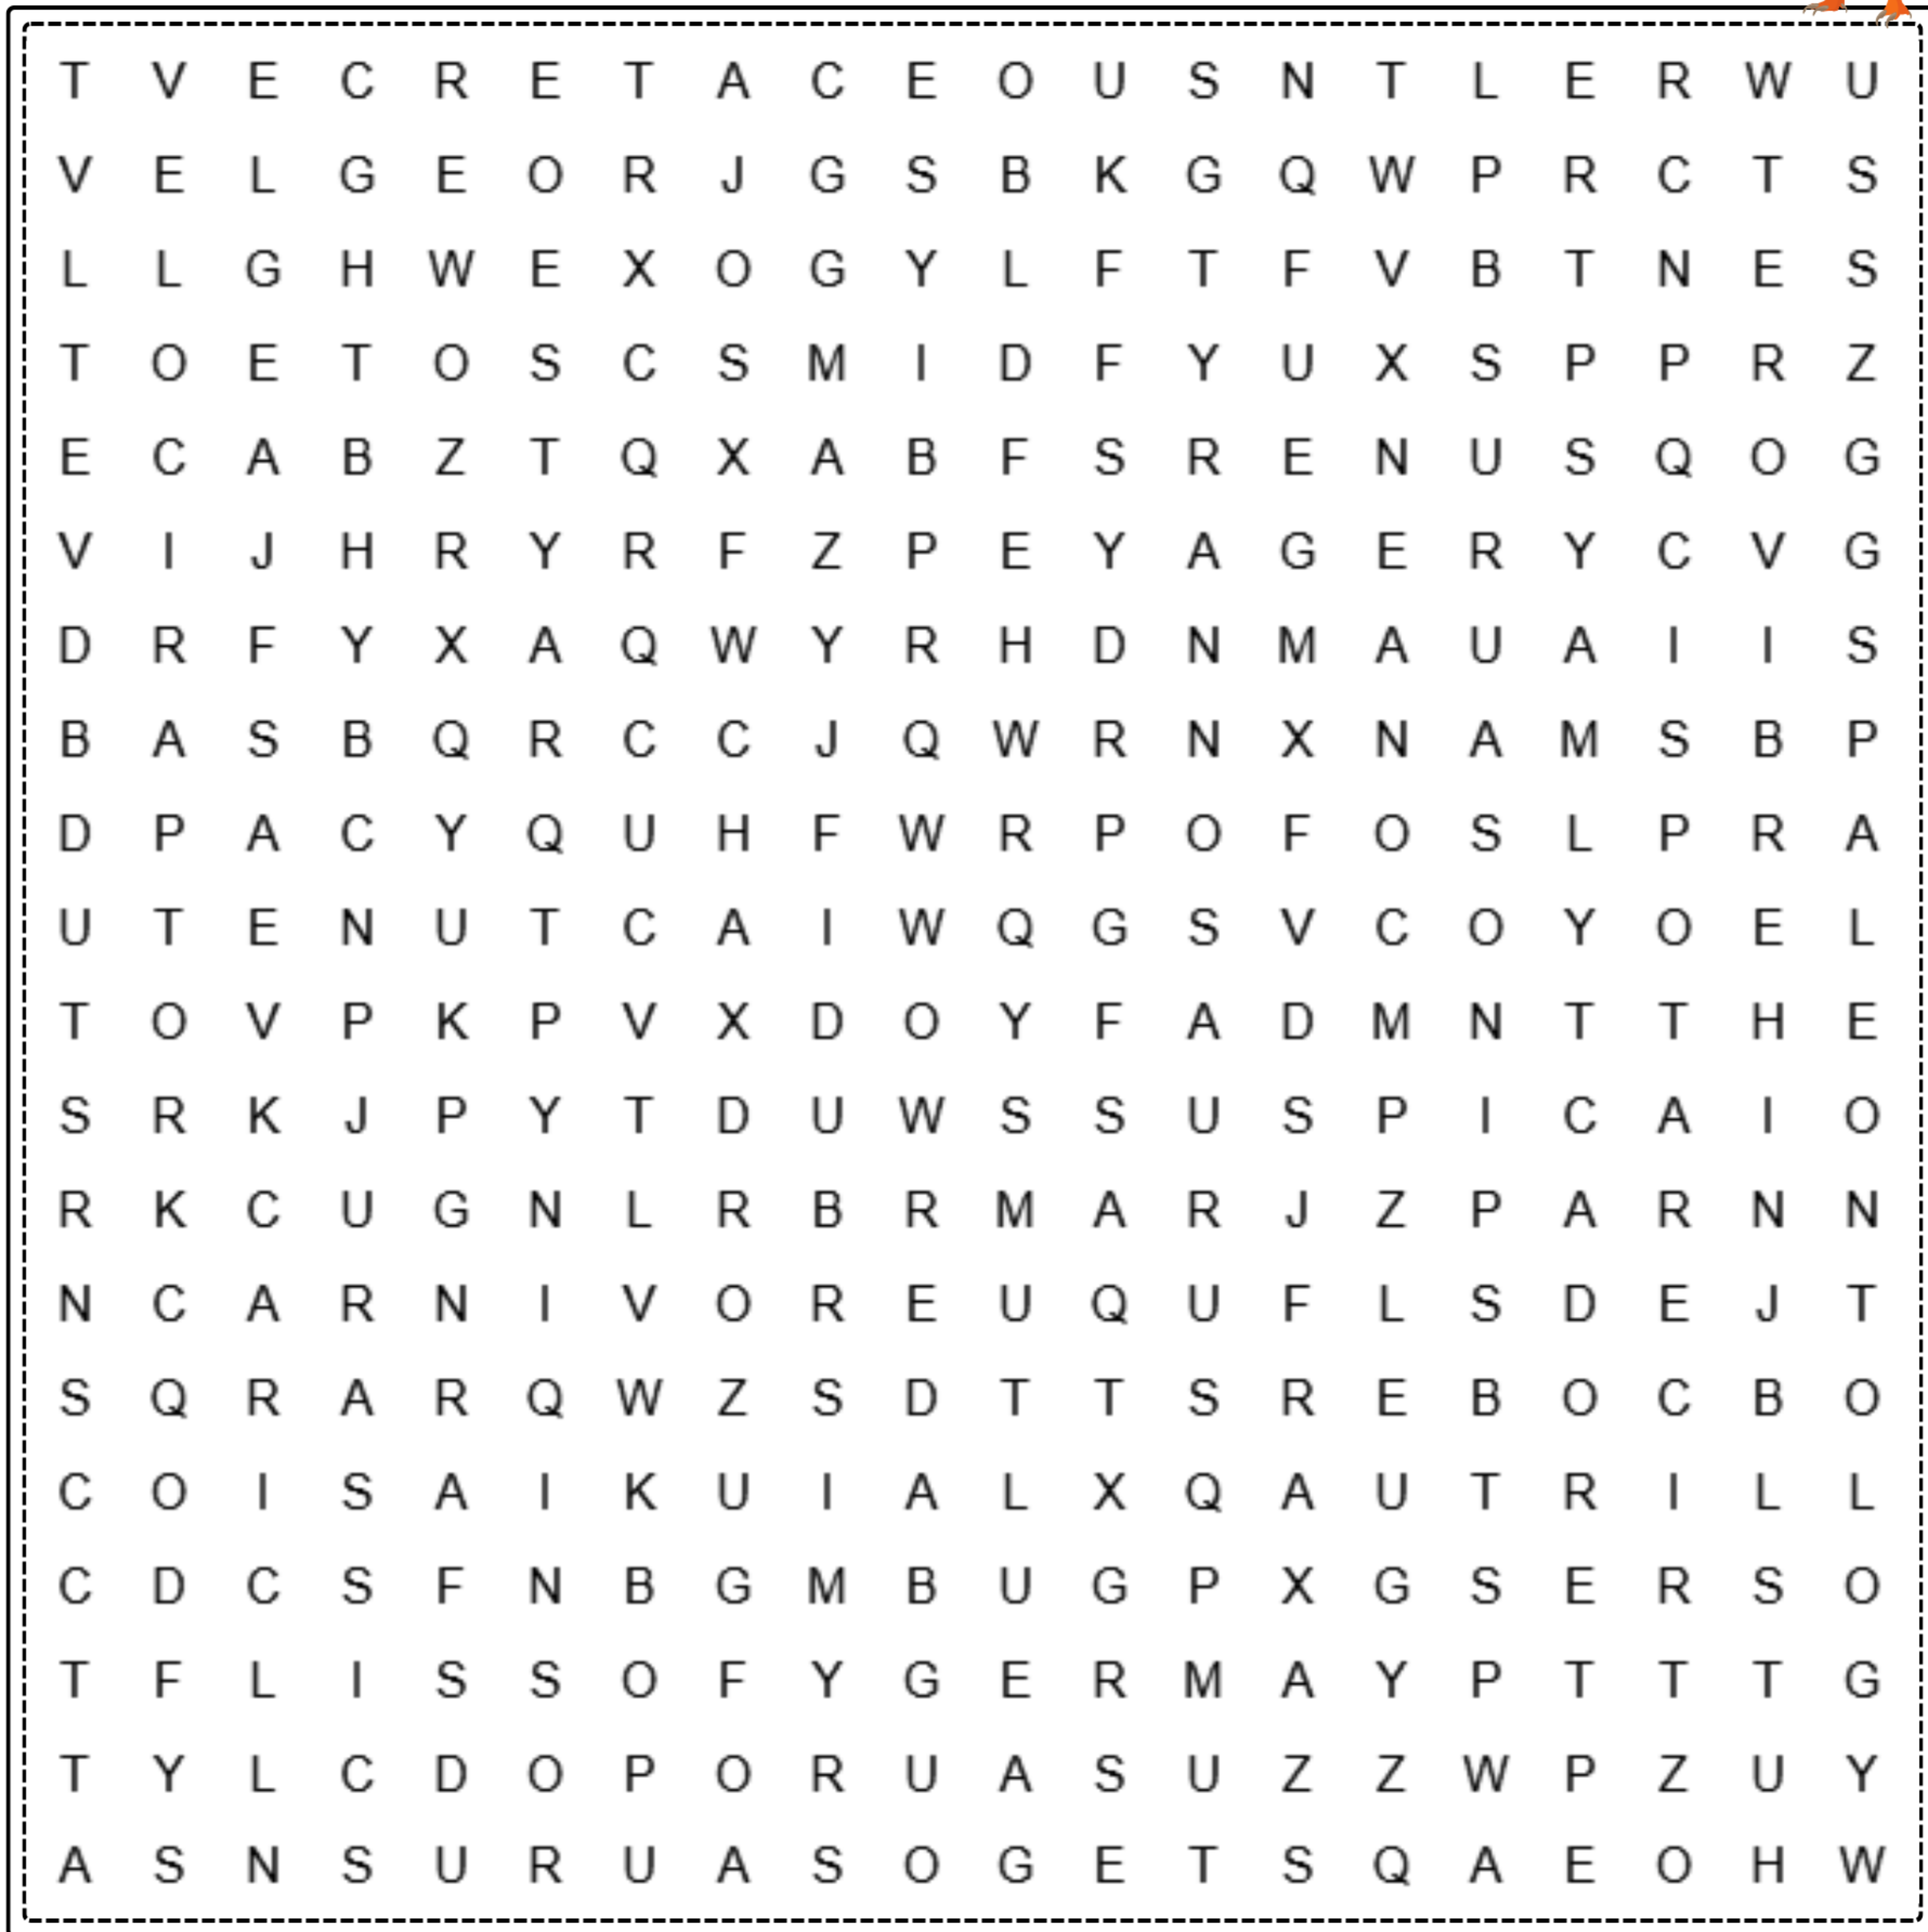 T V E C R E T A C E O U S N T L E R W U
V E L G E O R J G S B K G Q W P R C T S
L L G H W E X O G Y L F T F V B T N E S
T O E T O S C S M I D F Y U X S P P R Z
E C A B Z T Q X A B F S R E N U S Q O G
V I J H R Y R F Z P E Y A G E R Y C V G
D R F Y X A Q W Y R H D N M A U A I I S
B A S B Q R C C J Q W R N X N A M S B P
D P A C Y Q U H F W R P O F O S L P R A
U T E N U T C A I W Q G S V C O Y O E L
T O V P K P V X D O Y F A D M N T T H E
S R K J P Y T D U W S S U S P I C A I O
R K C U G N L R B R M A R J Z P A R N N
N C A R N I V O R E U Q U F L S D E J T
S Q R A R Q W Z S D T T S R E B O C B O
C O I S A I K U I A L X Q A U T R I L L
C D C S F N B G M B U G P X G S E R S O
T F L I S S O F Y G E R M A Y P T T T G
T Y L C D O P O R U A S U Z Z W P Z U Y
A S N S U R U A S O G E T S Q A E O H W